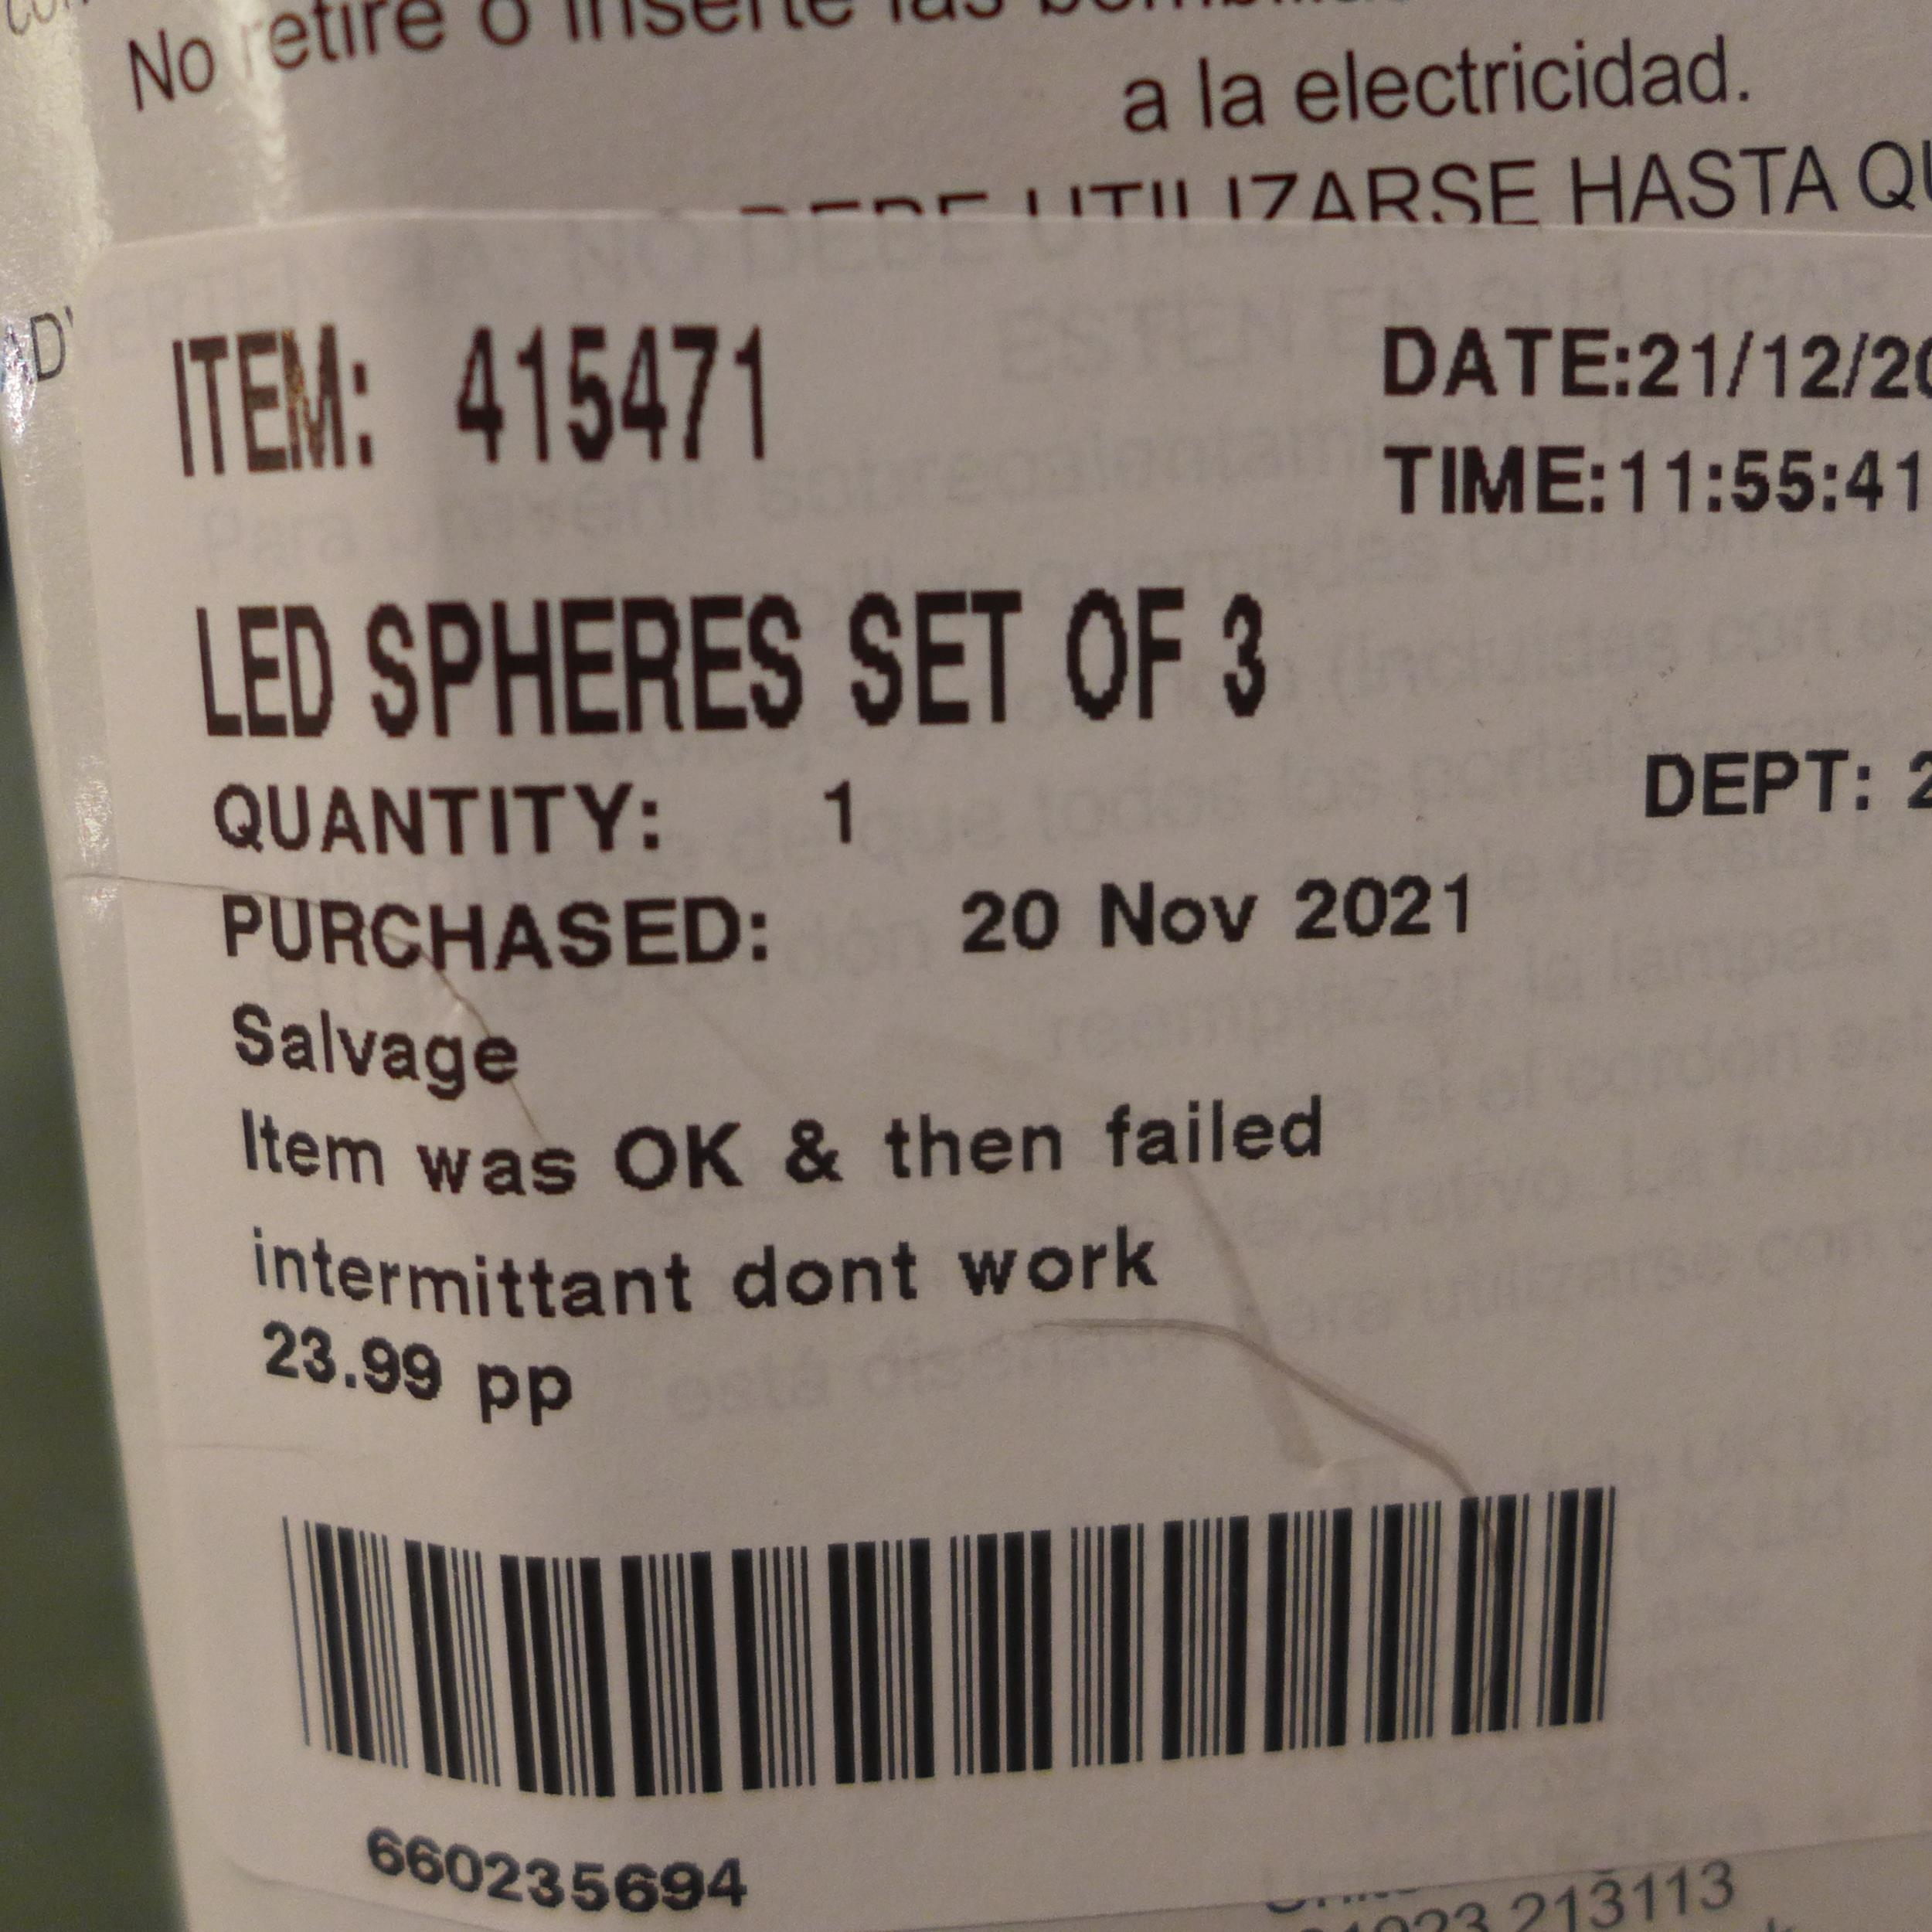 No retire o inserte las
a la electricidad.
DEBE UTILIZARSE HASTA
ITEM: 415471
DATE:21/12/20
TIME:11:55:41
LED SPHERES SET OF 3
QUANTITY: 1
DEPT: 2
PURCHASED: 20 Nov 2021
Salvage
Item was OK & then failed
intermittant dont work
23.99 pp
660235694
213113